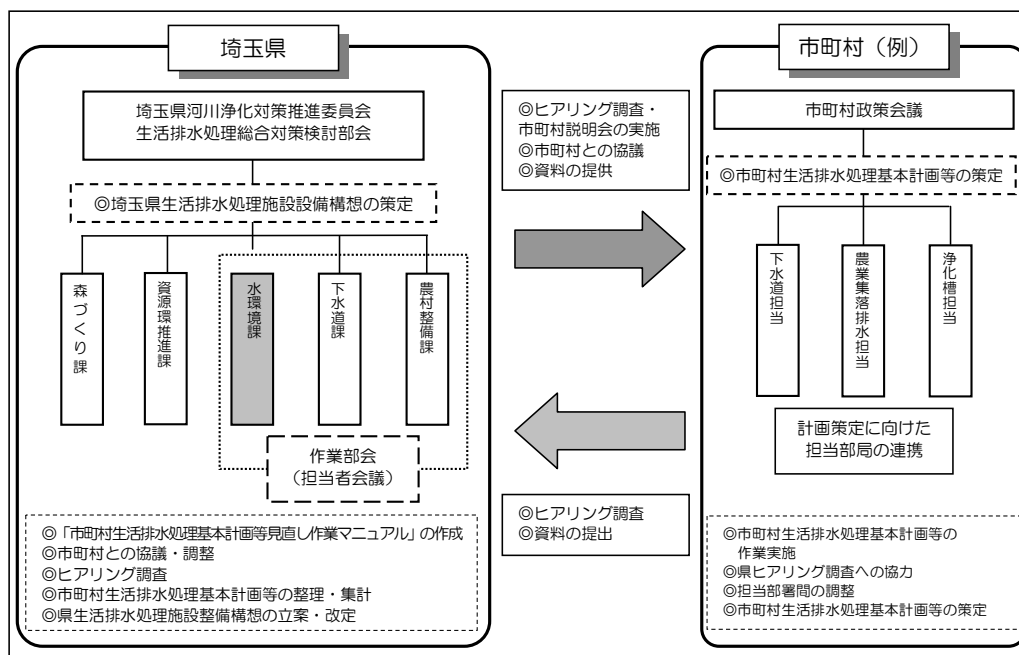 埼玉県
埼玉県河川浄化対策推進委員会
生活排水処理総合対策検討部会
◎埼玉県生活排水処理施設設備構想の策定
森づくり課
資源環推進課
水環境課
下水道課
農村整備課
作業部会
（担当者会議）
◎「市町村生活排水処理基本計画等見直し作業マニュアル」の作成
◎市町村との協議・調整
◎ヒアリング調査
◎市町村生活排水処理基本計画等の整理・集計
◎県生活排水処理施設整備構想の立案・改定
◎ヒアリング調査・
市町村説明会の実施
◎市町村との協議
◎資料の提供
◎ヒアリング調査
◎資料の提出
市町村（例）
市町村政策会議
◎市町村生活排水処理基本計画等の策定
下水道担当
農業集落排水担当
浄化槽担当
計画策定に向けた
担当部局の連携
◎市町村生活排水処理基本計画等の
作業実施
◎県ヒアリング調査への協力
◎担当部署間の調整
◎市町村生活排水処理基本計画等の策定